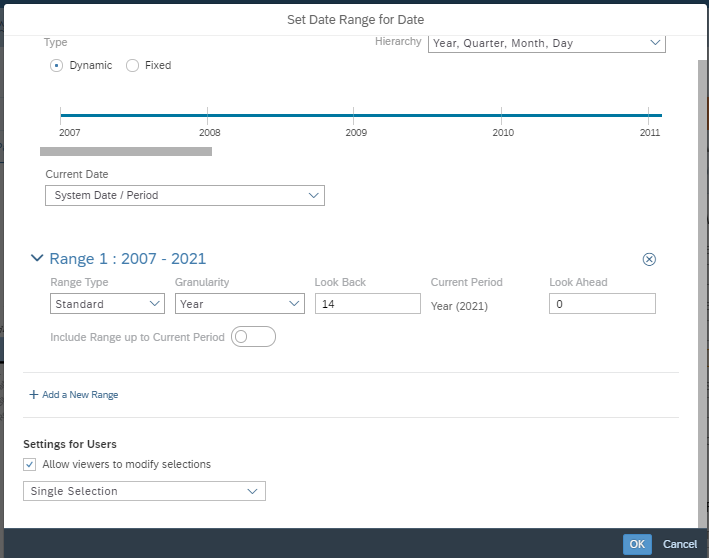 Set Date Range for Date
Type
Hierarchy Year, Quarter, Month, Day
Dynamic Fixed
2007 2008 2009 2010 2011
Current Date
System Date / Period
Range 1 : 2007 - 2021
Range Type Granularity Look Back Current Period Look Ahead
Standard Year 14 Year (2021) 0
Include Range up to Current Period
+ Add a New Range
Settings for Users
Allow viewers to modify selections
Single Selection
OK Cancel